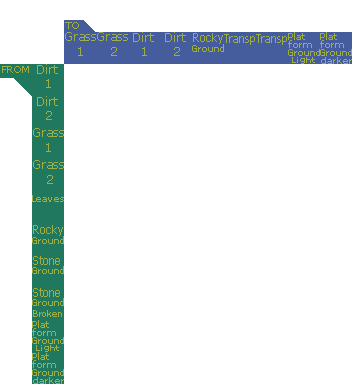 TO
Grass Grass Dirt Dirt Rocky Transp Transp Plat Plat
1 2 1 2 Ground form form
Ground Ground
Light darker
FROM
Dirt
1
Dirt
2
Grass
1
Grass
2
Leaves
Rocky
Ground
Stone
Ground
Stone
Ground
Broken
Plat
form
Ground
Light
Plat
form
Ground
darker